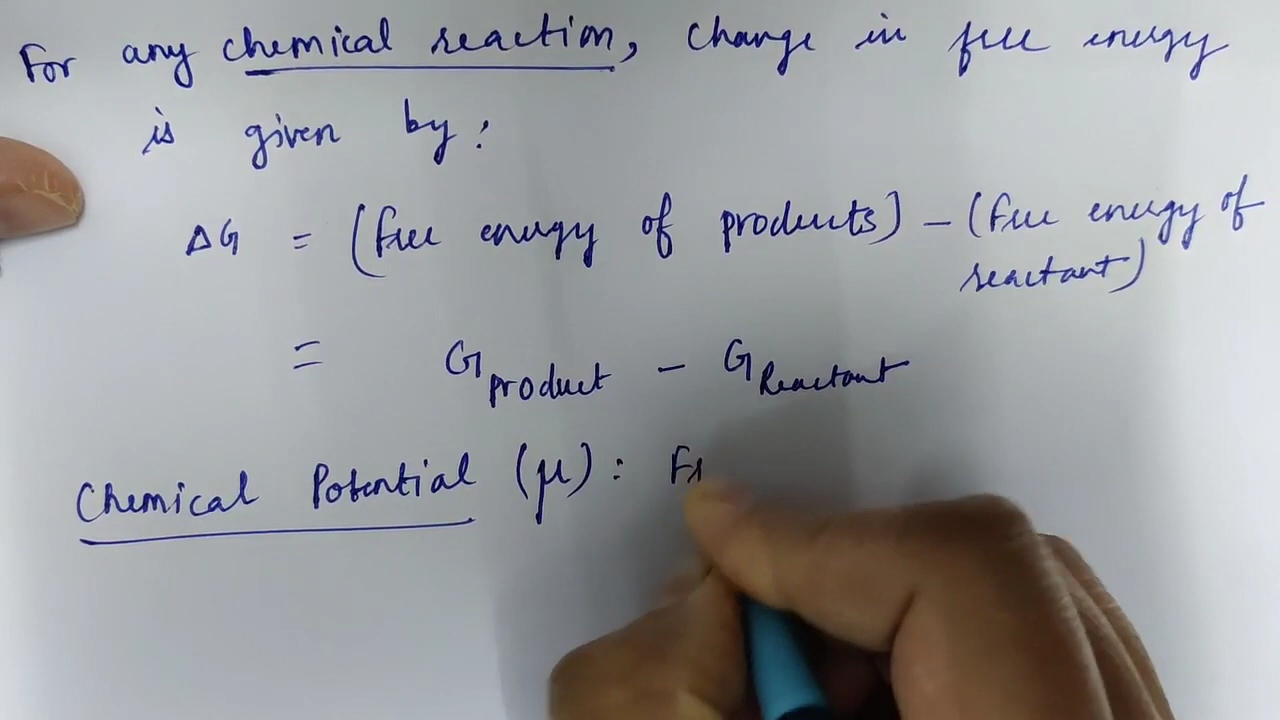 For any chemical reaction, change in free energy
is given by:
ΔG = (free energy of products) - (free energy of
reactant)
= G product - G Reactant
Chemical Potential (μ): Fr